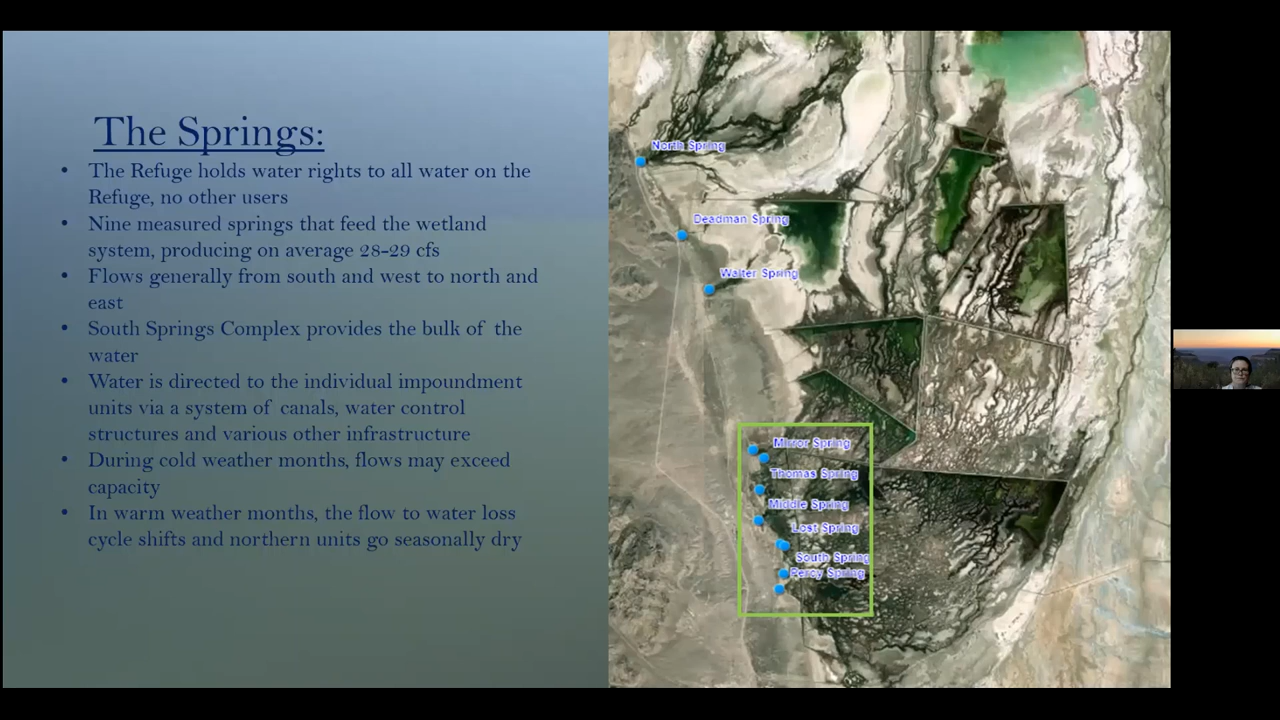 The Springs:
• The Refuge holds water rights to all water on the
Refuge, no other users
• Nine measured springs that feed the wetland
system, producing on average 28-29 cfs
• Flows generally from south and west to north and
east
• South Springs Complex provides the bulk of the
water
• Water is directed to the individual impoundment
units via a system of canals, water control
structures and various other infrastructure
• During cold weather months, flows may exceed
capacity
• In warm weather months, the flow to water loss
cycle shifts and northern units go seasonally dry
North Spring
Deadman Spring
Walter Spring
Mirror Spring
Thomas Spring
Middle Spring
Lost Spring
South Spring
Percy Spring